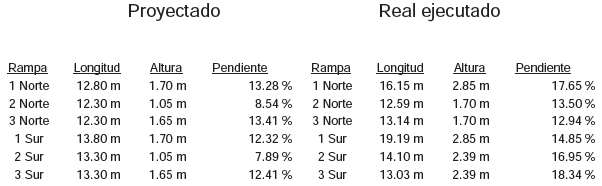 Proyectado Real ejecutado
Rampa Longitud Altura Pendiente Rampa Longitud Altura Pendiente
1 Norte 12.80 m 1.70 m 13.28 % 1 Norte 16.15 m 2.85 m 17.65 %
2 Norte 12.30 m 1.05 m 8.54 % 2 Norte 12.59 m 1.70 m 13.50 %
3 Norte 12.30 m 1.65 m 13.41 % 3 Norte 13.14 m 1.70 m 12.94 %
1 Sur 13.80 m 1.70 m 12.32 % 1 Sur 19.19 m 2.85 m 14.85 %
2 Sur 13.30 m 1.05 m 7.89 % 2 Sur 14.10 m 2.39 m 16.95 %
3 Sur 13.30 m 1.65 m 12.41 % 3 Sur 13.03 m 2.39 m 18.34 %